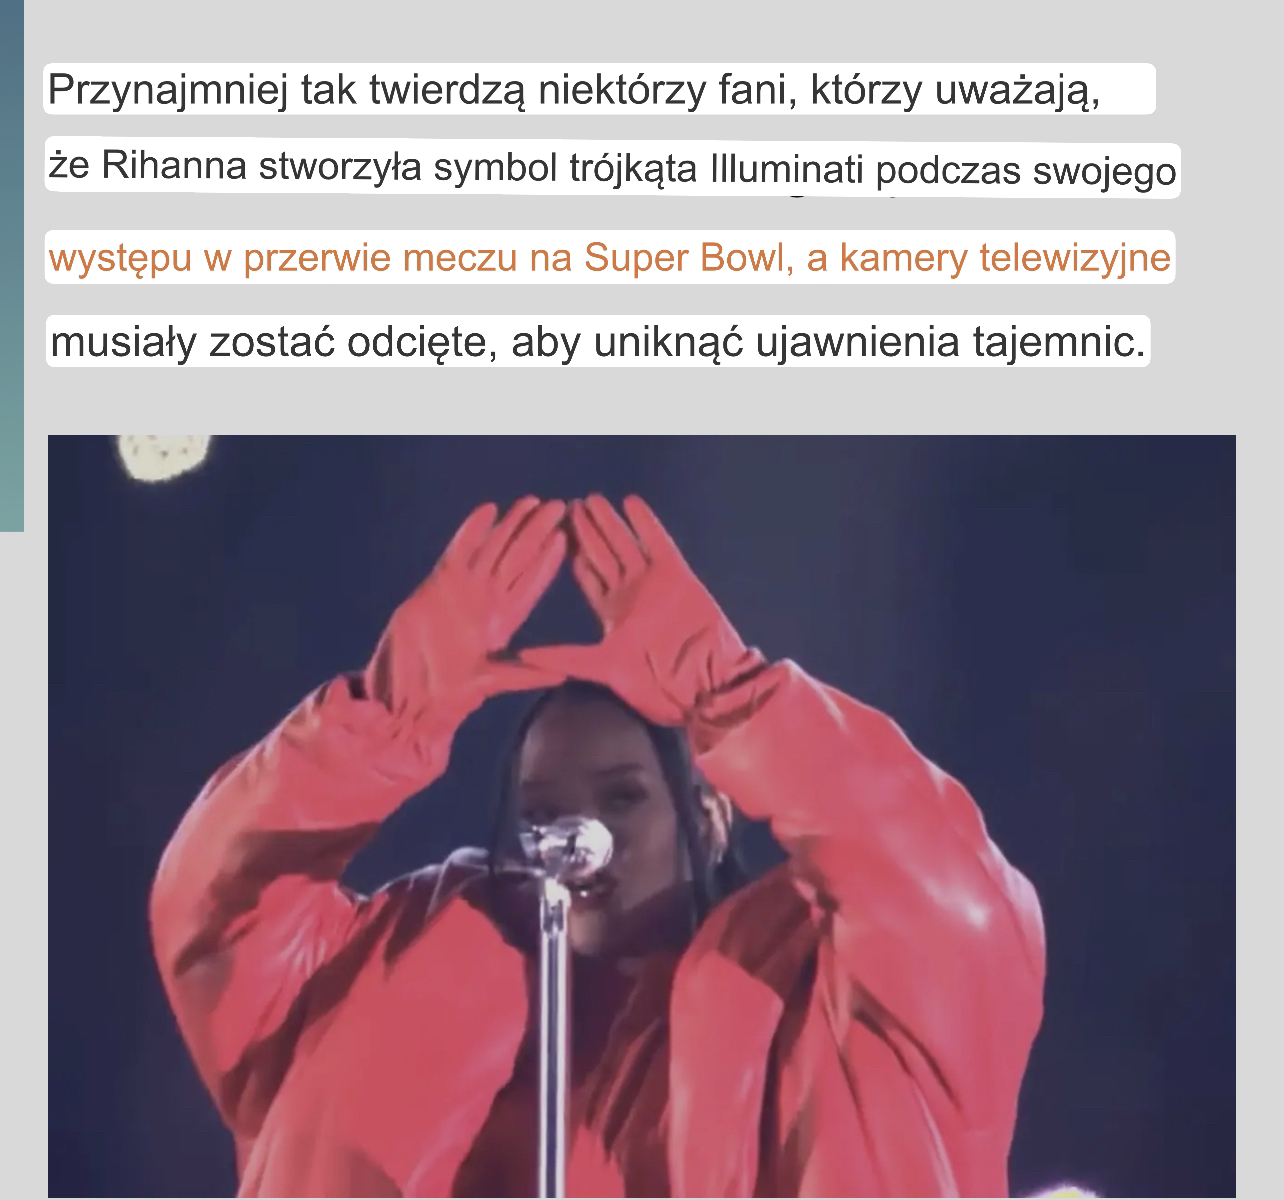 Przynajmniej tak twierdzą niektórzy fani, którzy uważają,
że Rihanna stworzyła symbol trójkąta Illuminati podczas swojego
występu w przerwie meczu na Super Bowl, a kamery telewizyjne
musiały zostać odcięte, aby uniknąć ujawnienia tajemnic.